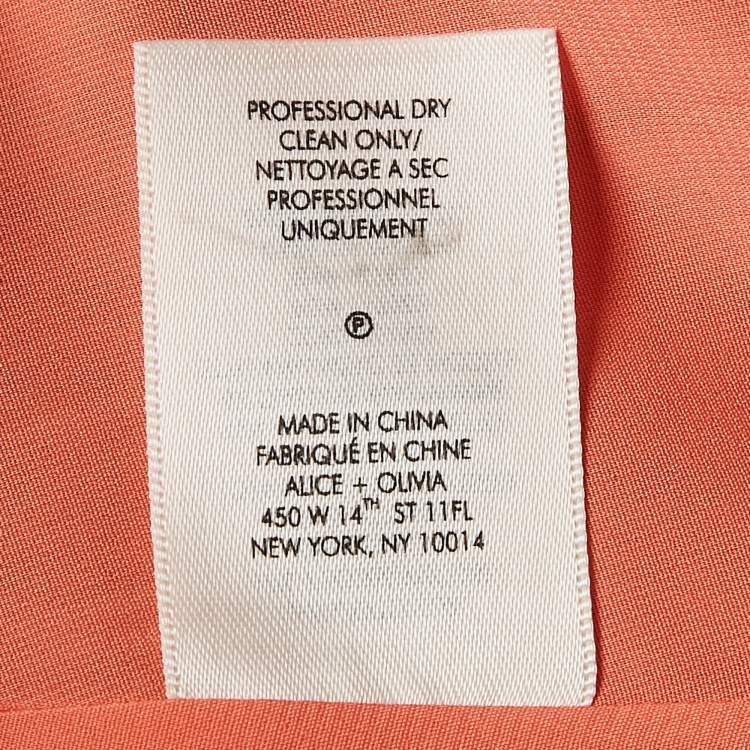 PROFESSIONAL DRY
CLEAN ONLY/
NETTOYAGE A SEC
PROFESSIONNEL
UNIQUEMENT
Ⓟ
MADE IN CHINA
FABRIQUÉ EN CHINE
ALICE + OLIVIA
450 W 14TH ST 11FL
NEW YORK, NY 10014